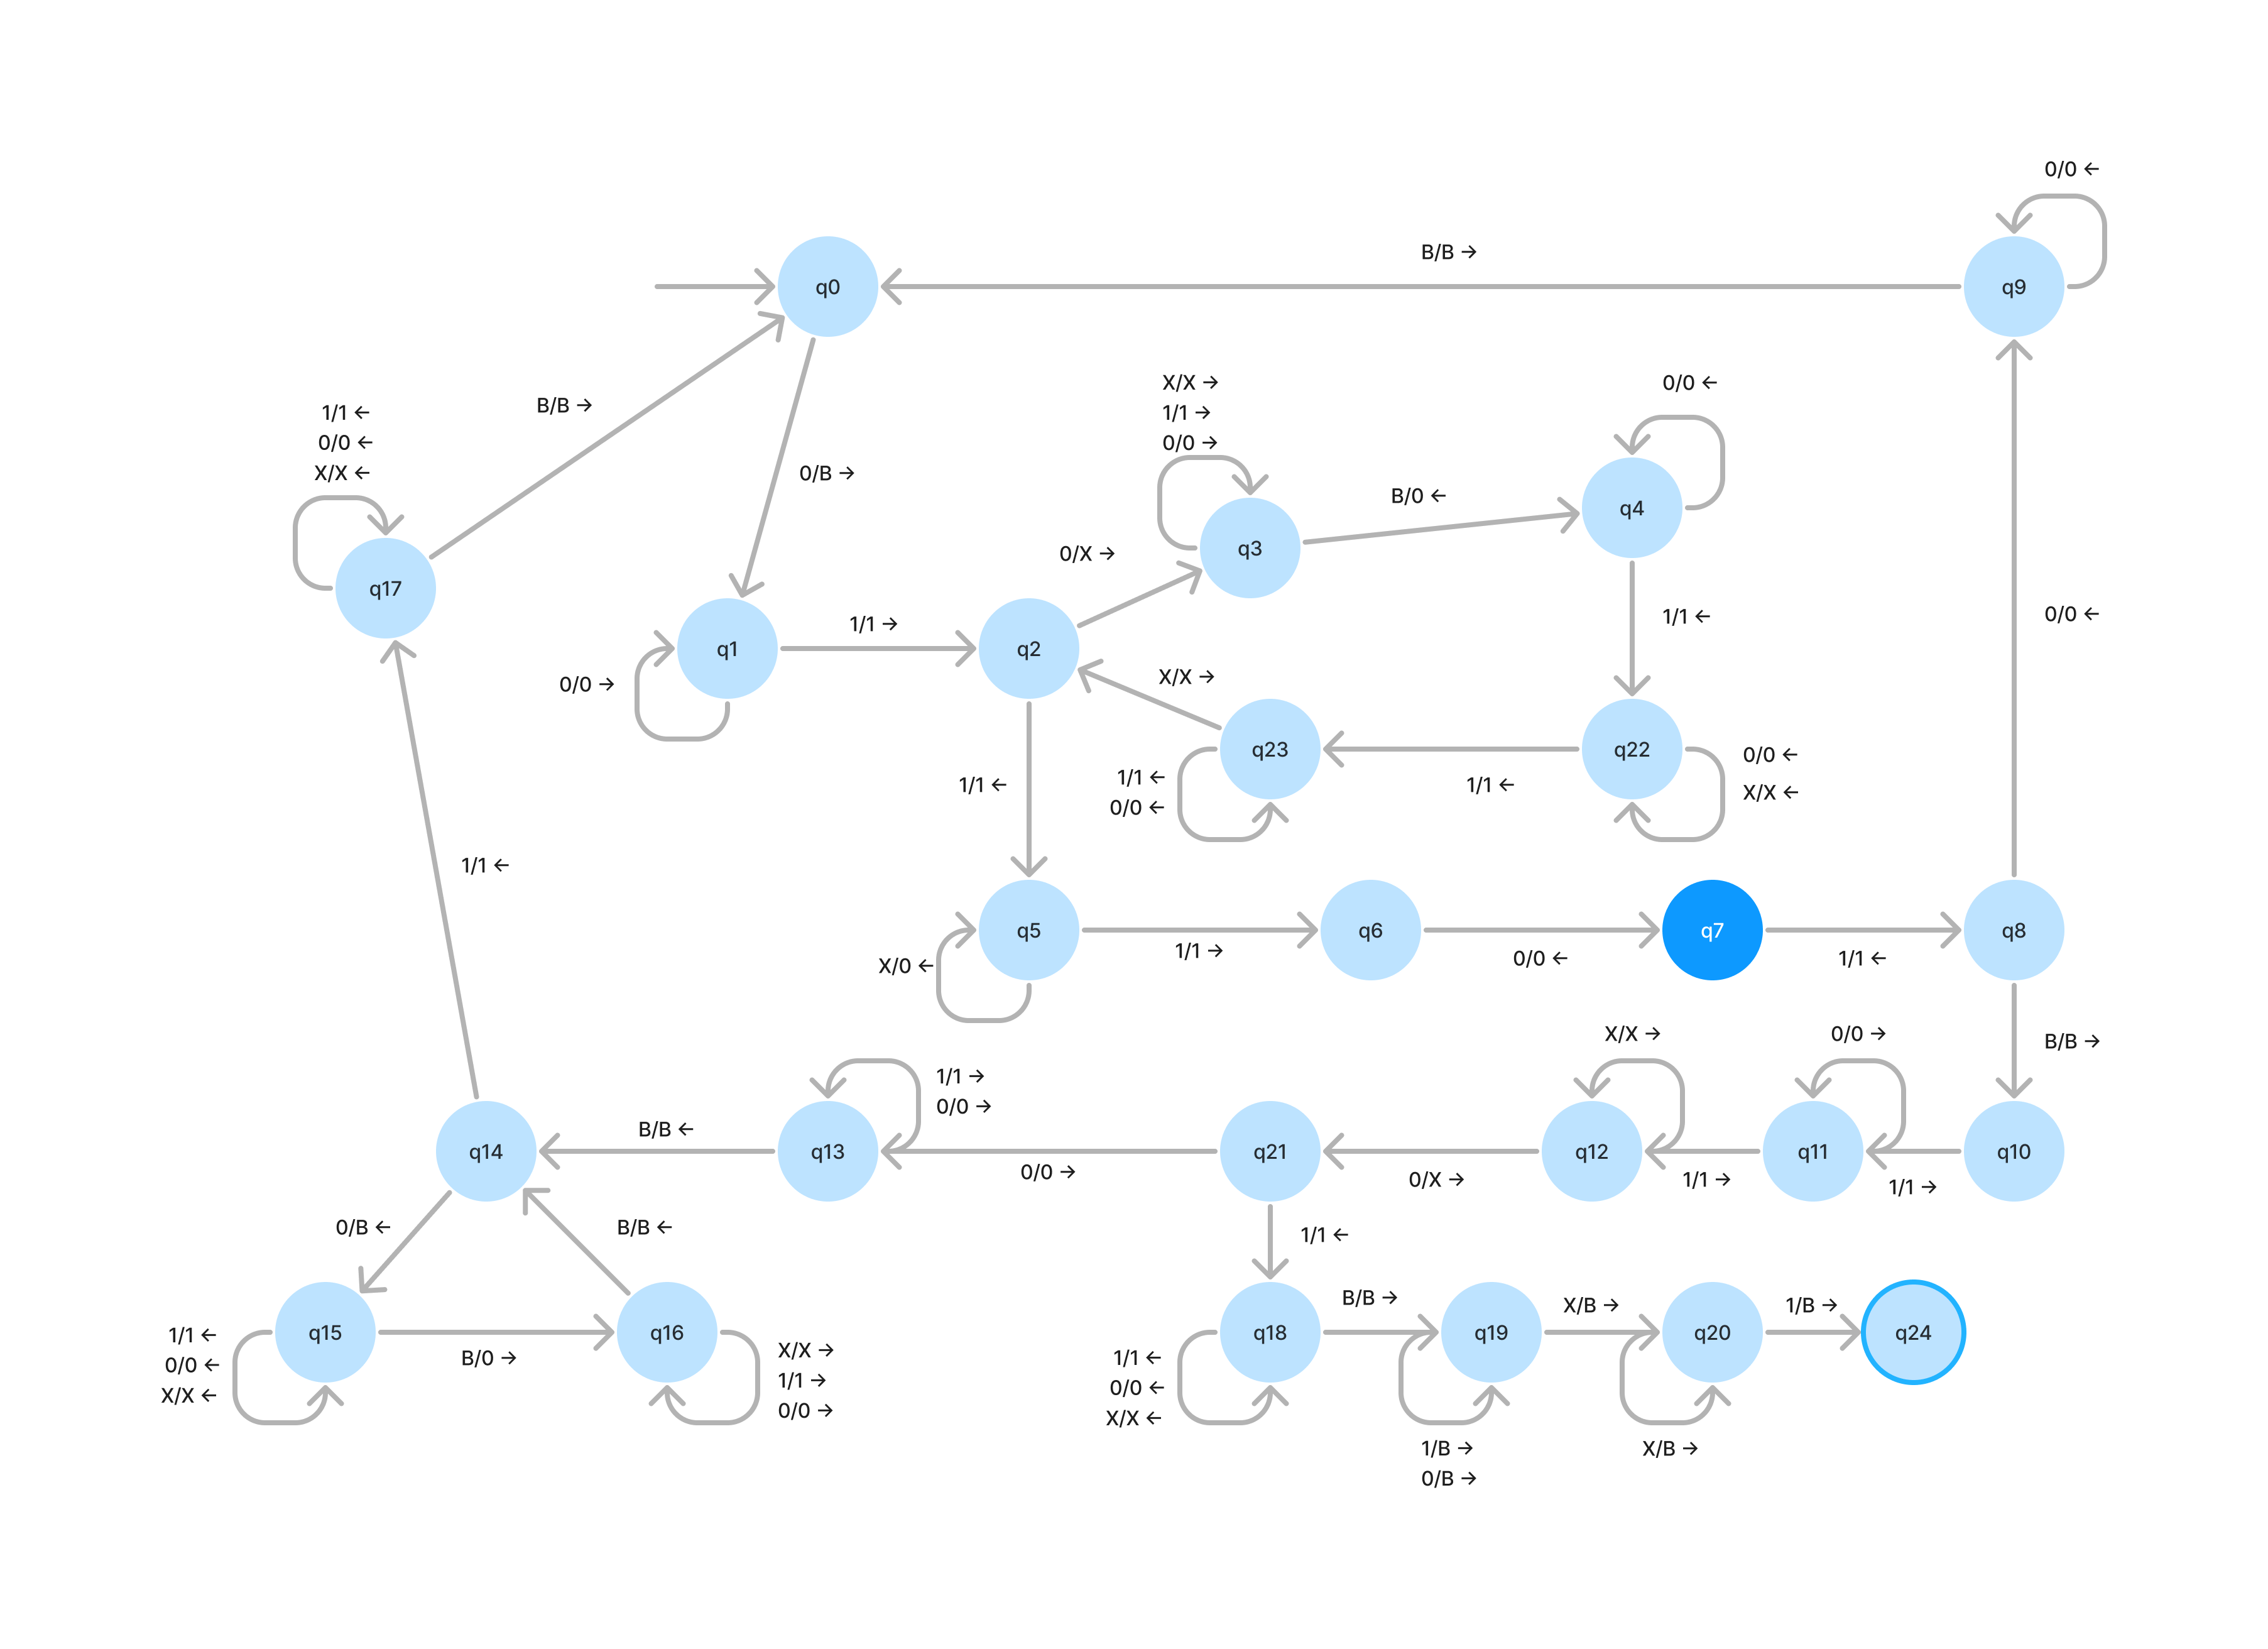 0/0 ←
B/B →
q0
q9
X/X →
1/1 →
0/0 →
0/0 ←
1/1 ←
0/0 ←
X/X ←
B/B →
0/B →
B/0 ←
q4
q3
0/X →
q17
1/1 →
1/1 ←
0/0 ←
q1
q2
0/0 →
X/X →
q23
q22
1/1 ←
0/0 ←
1/1 ←
1/1 ←
0/0 ←
X/X ←
1/1 ←
q5
q6
q7
q8
X/0 ←
1/1 →
0/0 ←
1/1 ←
X/X →
0/0 →
B/B →
1/1 →
0/0 →
B/B ←
q14
q13
q21
q12
q11
q10
0/0 →
0/X →
1/1 →
1/1 →
0/B ←
B/B ←
1/1 ←
B/B →
X/B →
1/B →
q15
q16
q18
q19
q20
q24
1/1 ←
0/0 ←
X/X ←
B/0 →
X/X →
1/1 →
0/0 →
1/1 ←
0/0 ←
X/X ←
1/B →
0/B →
X/B →